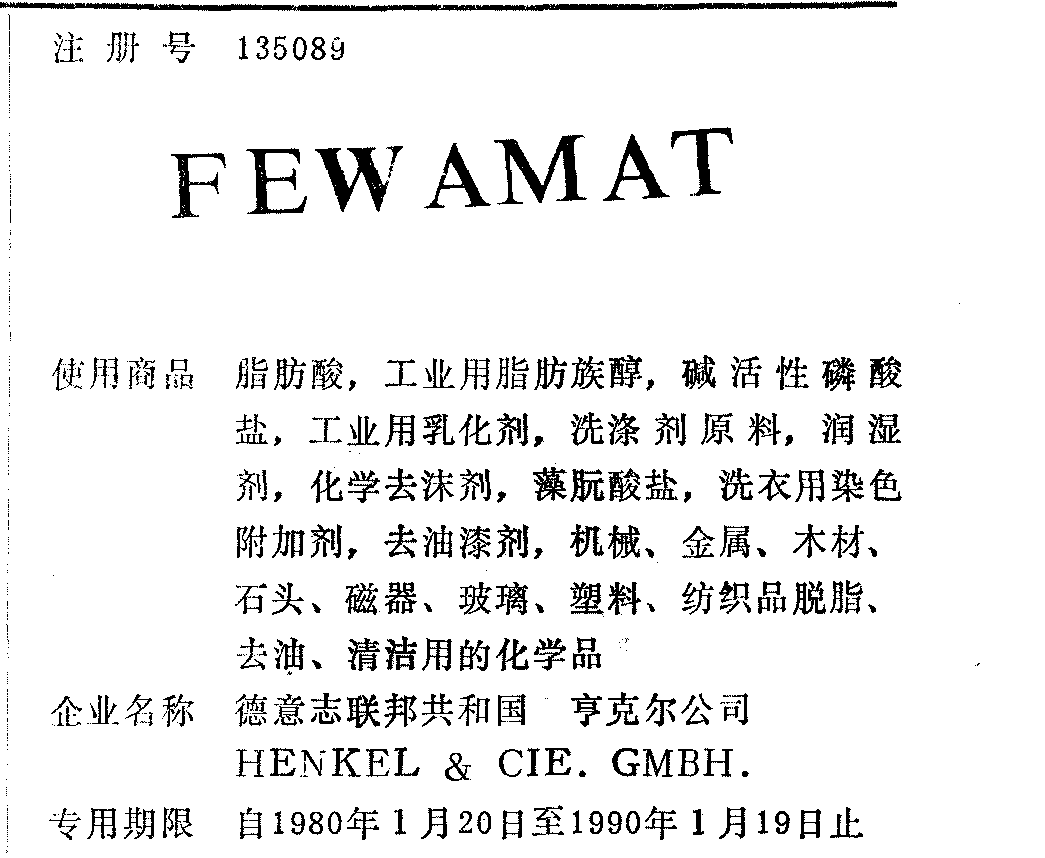 注册号 135089
FEWAMAT
使用商品 脂肪酸，工业用脂肪族醇，碱活性磷酸
盐，工业用乳化剂，洗涤剂原料，润湿
剂，化学去沫剂，藻朊酸盐，洗衣用染色
附加剂，去油漆剂，机械、金属、木材、
石头、磁器、玻璃、塑料、纺织品脱脂、
去油、清洁用的化学品
企业名称 德意志联邦共和国 亨克尔公司
HENKEL & CIE. GMBH.
专用期限 自1980年1月20日至1990年1月19日止